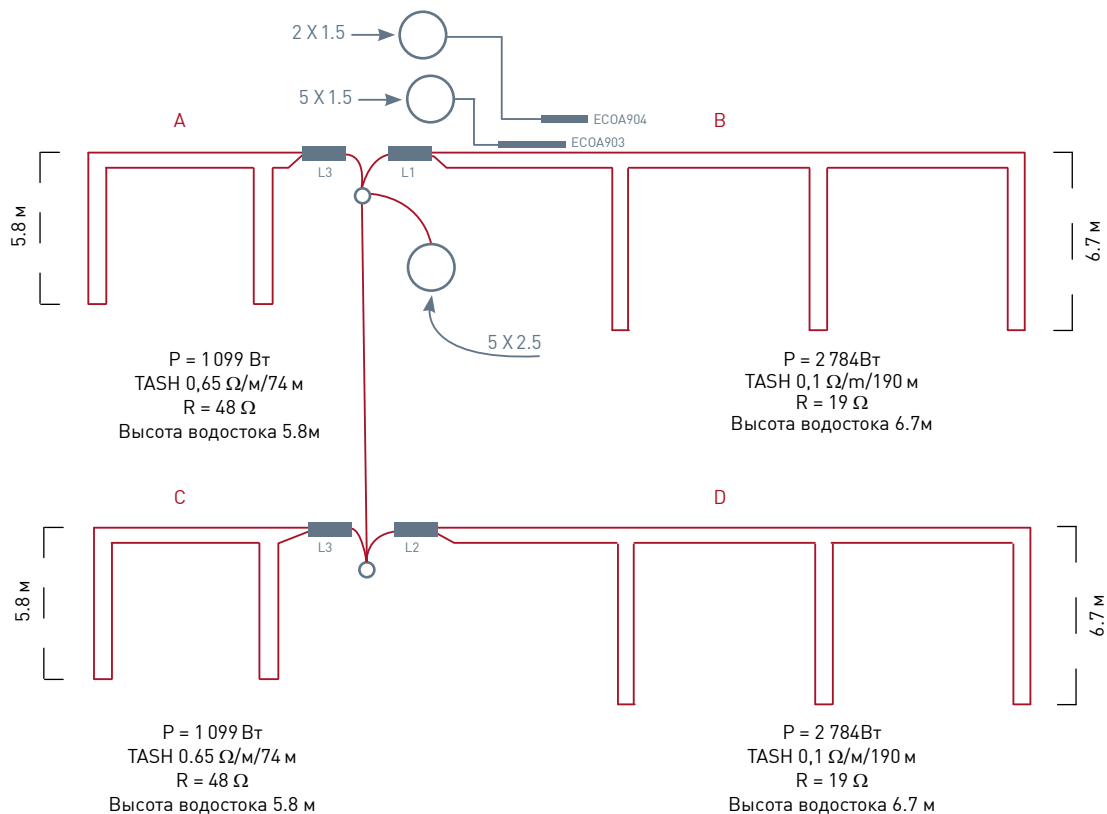 2 X 1.5
5 X 1.5
ECOA904
ECOA903
A
B
L3
L1
5.8 м
6.7 м
5 X 2.5
P = 1 099 Вт
TASH 0,65 Ω/м/74 м
R = 48 Ω
Высота водостока 5.8м
P = 2 784Вт
TASH 0,1 Ω/m/190 м
R = 19 Ω
Высота водостока 6.7м
C
D
L3
L2
5.8 м
6.7 м
P = 1 099 Вт
TASH 0.65 Ω/м/74 м
R = 48 Ω
Высота водостока 5.8 м
P = 2 784Вт
TASH 0,1 Ω/м/190 м
R = 19 Ω
Высота водостока 6.7 м